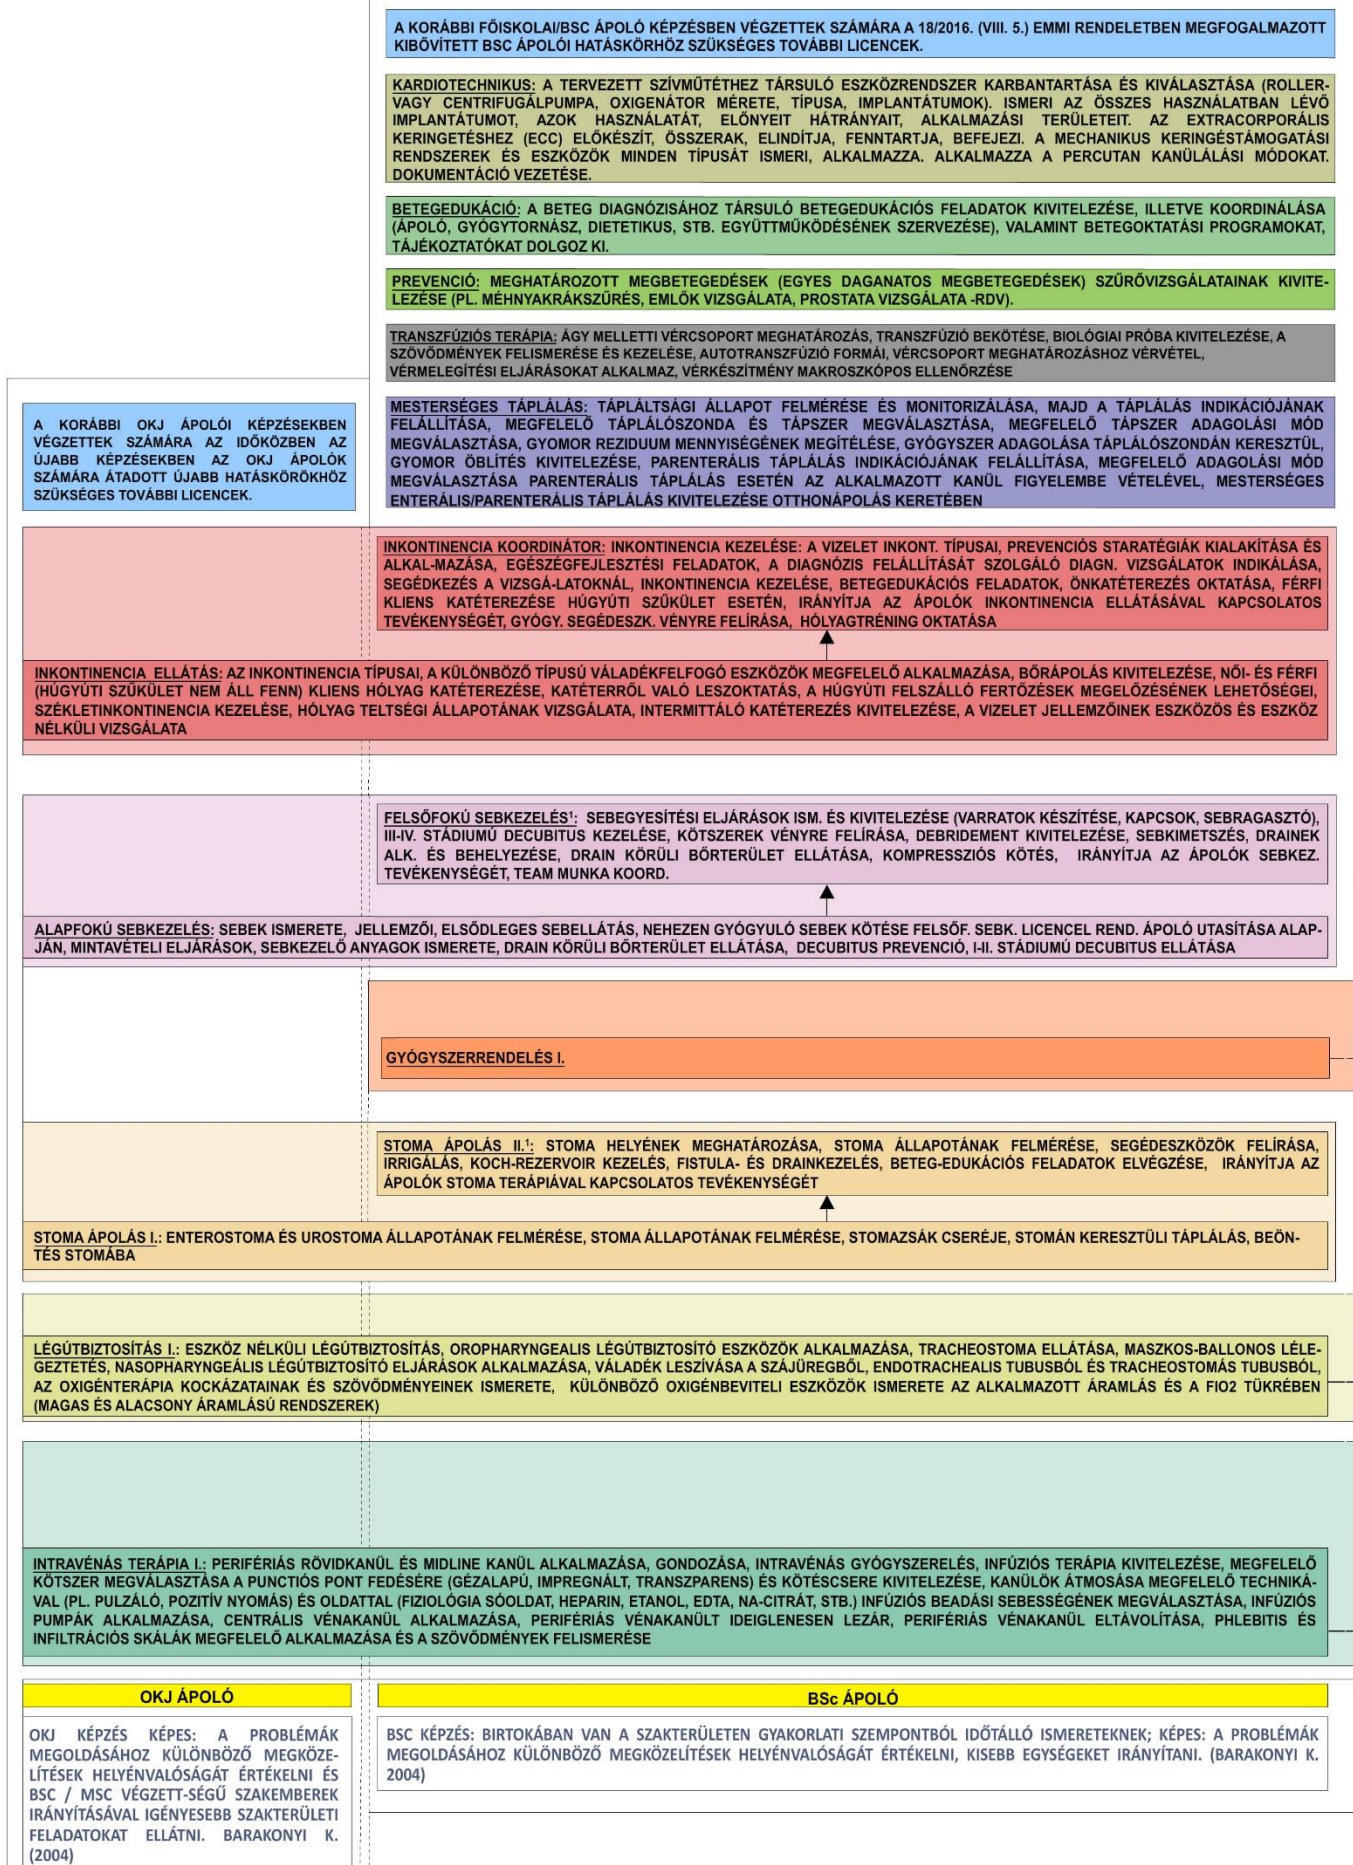 A KORÁBBI FŐISKOLAI/BSC ÁPOLÓ KÉPZÉSBEN VÉGZETTEK SZÁMÁRA A 18/2016. (VIII. 5.) EMMI RENDELETBEN MEGFOGALMAZOTT
KIBŐVÍTETT BSC ÁPOLÓI HATÁSKÖRHÖZ SZÜKSÉGES TOVÁBBI LICENCEK.
KARDIOTECHNIKUS: A TERVEZETT SZÍVMŰTÉTHEZ TÁRSULÓ ESZKÖZRENDSZER KARBANTARTÁSA ÉS KIVÁLASZTÁSA (ROLLER-
VAGY CENTRIFUGÁLPUMPA, OXIGENÁTOR MÉRETE, TÍPUSA, IMPLANTÁTUMOK). ISMERI AZ ÖSSZES HASZNÁLATBAN LÉVŐ
IMPLANTÁTUMOT, AZOK HASZNÁLATÁT, ELŐNYEIT HÁTRÁNYAIT, ALKALMAZÁSI TERÜLETEIT. AZ EXTRACORPORÁLIS
KERINGETÉSHEZ (ECC) ELŐKÉSZÍT, ÖSSZERAK, ELINDÍTJA, FENNTARTJA, BEFEJEZI. A MECHANIKUS KERINGÉSTÁMOGATÁSI
RENDSZEREK ÉS ESZKÖZÖK MINDEN TÍPUSÁT ISMERI, ALKALMAZZA. ALKALMAZZA A PERCUTAN KANÜLÁLÁSI MÓDOKAT.
DOKUMENTÁCIÓ VEZETÉSE.
BETEGEDUKÁCIÓ: A BETEG DIAGNÓZISÁHOZ TÁRSULÓ BETEGEDUKÁCIÓS FELADATOK KIVITELEZÉSE, ILLETVE KOORDINÁLÁSA
(ÁPOLÓ, GYÓGYTORNÁSZ, DIETETIKUS, STB. EGYÜTTMŰKÖDÉSÉNEK SZERVEZÉSE), VALAMINT BETEGOKTATÁSI PROGRAMOKAT,
TÁJÉKOZTATÓKAT DOLGOZ KI.
PREVENCIÓ: MEGHATÁROZOTT MEGBETEGEDÉSEK (EGYES DAGANATOS MEGBETEGEDÉSEK) SZŰRŐVIZSGÁLATAINAK KIVITE-
LEZÉSE (PL. MÉHNYAKRÁKSZŰRÉS, EMLŐK VIZSGÁLATA, PROSTATA VIZSGÁLATA -RDV).
TRANSZFÚZIÓS TERÁPIA: ÁGY MELLETTI VÉRCSOPORT MEGHATÁROZÁS, TRANSZFÚZIÓ BEKÖTÉSE, BIOLÓGIAI PRÓBA KIVITELEZÉSE, A
SZÖVŐDMÉNYEK FELISMERÉSE ÉS KEZELÉSE, AUTOTRANSZFÚZIÓ FORMÁI, VÉRCSOPORT MEGHATÁROZÁSHOZ VÉRVÉTEL,
VÉRMELEGÍTÉSI ELJÁRÁSOKAT ALKALMAZ, VÉRKÉSZÍTMÉNY MAKROSZKÓPOS ELLENŐRZÉSE
MESTERSÉGES TÁPLÁLÁS: TÁPLÁLTSÁGI ÁLLAPOT FELMÉRÉSE ÉS MONITORIZÁLÁSA, MAJD A TÁPLÁLÁS INDIKÁCIÓJÁNAK
FELÁLLÍTÁSA, MEGFELELŐ TÁPLÁLÓSZONDA ÉS TÁPSZER MEGVÁLASZTÁSA, MEGFELELŐ TÁPSZER ADAGOLÁSI MÓD
MEGVÁLASZTÁSA, GYOMOR REZIDUUM MENNYISÉGÉNEK MEGÍTÉLÉSE, GYÓGYSZER ADAGOLÁSA TÁPLÁLÓSZONDÁN KERESZTÜL,
GYOMOR ÖBLÍTÉS KIVITELEZÉSE, PARENTERÁLIS TÁPLÁLÁS INDIKÁCIÓJÁNAK FELÁLLÍTÁSA, MEGFELELŐ ADAGOLÁSI MÓD
MEGVÁLASZTÁSA PARENTERÁLIS TÁPLÁLÁS ESETÉN AZ ALKALMAZOTT KANÜL FIGYELEMBE VÉTELÉVEL, MESTERSÉGES
ENTERÁLIS/PARENTERÁLIS TÁPLÁLÁS KIVITELEZÉSE OTTHONÁPOLÁS KERETÉBEN
A KORÁBBI OKJ ÁPOLÓI KÉPZÉSEKBEN
VÉGZETTEK SZÁMÁRA AZ IDŐKÖZBEN AZ
ÚJABB KÉPZÉSEKBEN AZ OKJ ÁPOLÓK
SZÁMÁRA ÁTADOTT ÚJABB HATÁSKÖRÖKHÖZ
SZÜKSÉGES TOVÁBBI LICENCEK.
INKONTINENCIA KOORDINÁTOR: INKONTINENCIA KEZELÉSE: A VIZELET INKONT. TÍPUSAI, PREVENCIÓS STARATÉGIÁK KIALAKÍTÁSA ÉS
ALKAL-MAZÁSA, EGÉSZÉGFEJLESZTÉSI FELADATOK, A DIAGNÓZIS FELÁLLÍTÁSÁT SZOLGÁLÓ DIAGN. VIZSGÁLATOK INDIKÁLÁSA,
SEGÉDKEZÉS A VIZSGÁ-LATOKNÁL, INKONTINENCIA KEZELÉSE, BETEGEDUKÁCIÓS FELADATOK, ÖNKATÉTEREZÉS OKTATÁSA, FÉRFI
KLIENS KATÉTEREZÉSE HÚGYÚTI SZŰKÜLET ESETÉN, IRÁNYÍTJA AZ ÁPOLÓK INKONTINENCIA ELLÁTÁSÁVAL KAPCSOLATOS
TEVÉKENYSÉGÉT, GYÓGY. SEGÉDESZK. VÉNYRE FELÍRÁSA, HÓLYAGTRÉNING OKTATÁSA
INKONTINENCIA ELLÁTÁS: AZ INKONTINENCIA TÍPUSAI, A KÜLÖNBÖZŐ TÍPUSÚ VÁLADÉKFELFOGÓ ESZKÖZÖK MEGFELELŐ ALKALMAZÁSA, BŐRÁPOLÁS KIVITELEZÉSE, NŐI- ÉS FÉRFI
(HÚGYÚTI SZŰKÜLET NEM ÁLL FENN) KLIENS HÓLYAG KATÉTEREZÉSE, KATÉTERRŐL VALÓ LESZOKTATÁS, A HÚGYÚTI FELSZÁLLÓ FERTŐZÉSEK MEGELŐZÉSÉNEK LEHETŐSÉGEI,
SZÉKLETINKONTINENCIA KEZELÉSE, HÓLYAG TELTSÉGI ÁLLAPOTÁNAK VIZSGÁLATA, INTERMITTÁLÓ KATÉTEREZÉS KIVITELEZÉSE, A VIZELET JELLEMZŐINEK ESZKÖZÖS ÉS ESZKÖZ
NÉLKÜLI VIZSGÁLATA
FELSŐFOKÚ SEBKEZELÉS¹: SEBEGYESÍTÉSI ELJÁRÁSOK ISM. ÉS KIVITELEZÉSE (VARRATOK KÉSZÍTÉSE, KAPCSOK, SEBRAGASZTÓ),
III-IV. STÁDIUMÚ DECUBITUS KEZELÉSE, KÖTSZEREK VÉNYRE FELÍRÁSA, DEBRIDEMENT KIVITELEZÉSE, SEBKIMETSZÉS, DRAINEK
ALK. ÉS BEHELYEZÉSE, DRAIN KÖRÜLI BŐRTERÜLET ELLÁTÁSA, KOMPRESSZIÓS KÖTÉS, IRÁNYÍTJA AZ ÁPOLÓK SEBKEZ.
TEVÉKENYSÉGÉT, TEAM MUNKA KOORD.
ALAPFOKÚ SEBKEZELÉS: SEBEK ISMERETE, JELLEMZŐI, ELSŐDLEGES SEBELLÁTÁS, NEHEZEN GYÓGYULÓ SEBEK KÖTÉSE FELSŐF. SEBK. LICENCEL REND. ÁPOLÓ UTASÍTÁSA ALAP-
JÁN, MINTAVÉTELI ELJÁRÁSOK, SEBKEZELŐ ANYAGOK ISMERETE, DRAIN KÖRÜLI BŐRTERÜLET ELLÁTÁSA, DECUBITUS PREVENCIÓ, I-II. STÁDIUMÚ DECUBITUS ELLÁTÁSA
GYÓGYSZERRENDELÉS I.
STOMA ÁPOLÁS II.¹: STOMA HELYÉNEK MEGHATÁROZÁSA, STOMA ÁLLAPOTÁNAK FELMÉRÉSE, SEGÉDESZKÖZÖK FELÍRÁSA,
IRRIGÁLÁS, KOCH-REZERVOIR KEZELÉS, FISTULA- ÉS DRAINKEZELÉS, BETEG-EDUKÁCIÓS FELADATOK ELVÉGZÉSE, IRÁNYÍTJA AZ
ÁPOLÓK STOMA TERÁPIÁVAL KAPCSOLATOS TEVÉKENYSÉGÉT
STOMA ÁPOLÁS I.: ENTEROSTOMA ÉS UROSTOMA ÁLLAPOTÁNAK FELMÉRÉSE, STOMA ÁLLAPOTÁNAK FELMÉRÉSE, STOMAZSÁK CSERÉJE, STOMÁN KERESZTÜLI TÁPLÁLÁS, BEÖN-
TÉS STOMÁBA
LÉGÚTBIZTOSÍTÁS I.: ESZKÖZ NÉLKÜLI LÉGÚTBIZTOSÍTÁS, OROPHARYNGEALIS LÉGÚTBIZTOSÍTÓ ESZKÖZÖK ALKALMAZÁSA, TRACHEOSTOMA ELLÁTÁSA, MASZKOS-BALLONOS LÉLE-
GEZTETÉS, NASOPHARYNGEÁLIS LÉGÚTBIZTOSÍTÓ ELJÁRÁSOK ALKALMAZÁSA, VÁLADÉK LESZÍVÁSA A SZÁJÜREGBŐL, ENDOTRACHEALIS TUBUSBÓL ÉS TRACHEOSTOMÁS TUBUSBÓL,
AZ OXIGÉNTERÁPIA KOCKÁZATAINAK ÉS SZÖVŐDMÉNYEINEK ISMERETE, KÜLÖNBÖZŐ OXIGÉNBEVITELI ESZKÖZÖK ISMERETE AZ ALKALMAZOTT ÁRAMLÁS ÉS A FIO2 TÜKRÉBEN
(MAGAS ÉS ALACSONY ÁRAMLÁSÚ RENDSZEREK)
INTRAVÉNÁS TERÁPIA I.: PERIFÉRIÁS RÖVIDKANÜL ÉS MIDLINE KANÜL ALKALMAZÁSA, GONDOZÁSA, INTRAVÉNÁS GYÓGYSZERELÉS, INFÚZIÓS TERÁPIA KIVITELEZÉSE, MEGFELELŐ
KÖTSZER MEGVÁLASZTÁSA A PUNCTIÓS PONT FEDÉSÉRE (GÉZALAPÚ, IMPREGNÁLT, TRANSZPARENS) ÉS KÖTÉSCSERE KIVITELEZÉSE, KANÜLÖK ÁTMOSÁSA MEGFELELŐ TECHNIKÁ-
VAL (PL. PULZÁLÓ, POZITÍV NYOMÁS) ÉS OLDATTAL (FIZIOLÓGIA SÓOLDAT, HEPARIN, ETANOL, EDTA, NA-CITRÁT, STB.) INFÚZIÓS BEADÁSI SEBESSÉGÉNEK MEGVÁLASZTÁSA, INFÚZIÓS
PUMPÁK ALKALMAZÁSA, CENTRÁLIS VÉNAKANÜL ALKALMAZÁSA, PERIFÉRIÁS VÉNAKANÜLT IDEIGLENESEN LEZÁR, PERIFÉRIÁS VÉNAKANÜL ELTÁVOLÍTÁSA, PHLEBITIS ÉS
INFILTRÁCIÓS SKÁLÁK MEGFELELŐ ALKALMAZÁSA ÉS A SZÖVŐDMÉNYEK FELISMERÉSE
OKJ ÁPOLÓ
OKJ KÉPZÉS KÉPES: A PROBLÉMÁK
MEGOLDÁSÁHOZ KÜLÖNBÖZŐ MEGKÖZE-
LÍTÉSEK HELYÉNVALÓSÁGÁT ÉRTÉKELNI ÉS
BSC / MSC VÉGZETT-SÉGŰ SZAKEMBEREK
IRÁNYÍTÁSÁVAL IGÉNYESEBB SZAKTERÜLETI
FELADATOKAT ELLÁTNI. BARAKONYI K.
(2004)
BSc ÁPOLÓ
BSC KÉPZÉS: BIRTOKÁBAN VAN A SZAKTERÜLETEN GYAKORLATI SZEMPONTBÓL IDŐTÁLLÓ ISMERETEKNEK; KÉPES: A PROBLÉMÁK
MEGOLDÁSÁHOZ KÜLÖNBÖZŐ MEGKÖZELÍTÉSEK HELYÉNVALÓSÁGÁT ÉRTÉKELNI, KISEBB EGYSÉGEKET IRÁNYÍTANI. (BARAKONYI K.
2004)